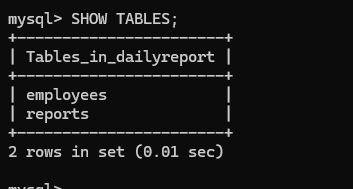 mysql> SHOW TABLES;
+-----------------------+
| Tables_in_dailyreport |
+-----------------------+
| employees             |
| reports               |
+-----------------------+
2 rows in set (0.01 sec)
mysql>